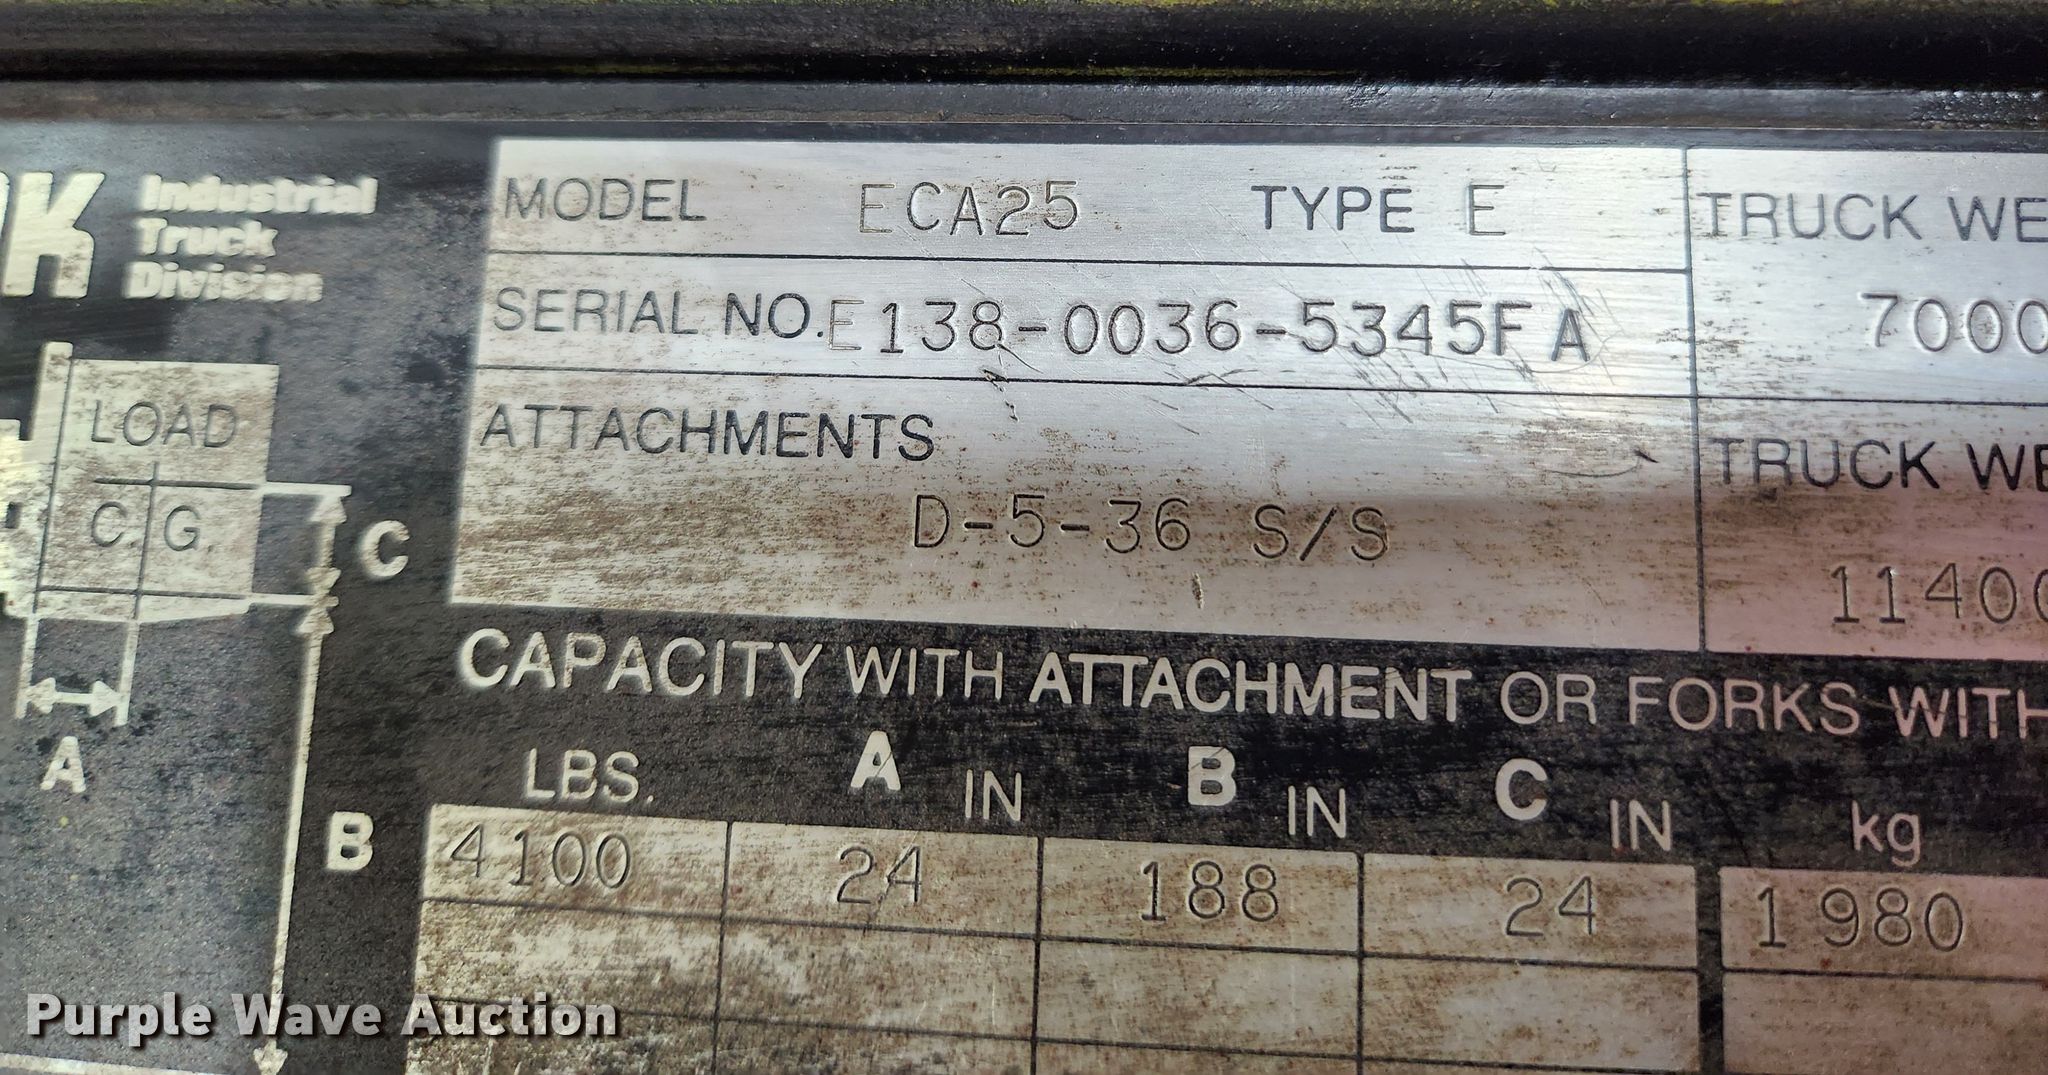 RK Industrial
Truck
Division
MODEL ECA25 TYPE E TRUCK WE
SERIAL NO. E138-0036-5345FA 7000
ATTACHMENTS TRUCK WE
D-5-36 S/S
11400
LOAD
C.G.
C
A
B
CAPACITY WITH ATTACHMENT OR FORKS WITH
LBS. A IN B IN C IN kg
4100 24 188 24 1980
Purple Wave Auction